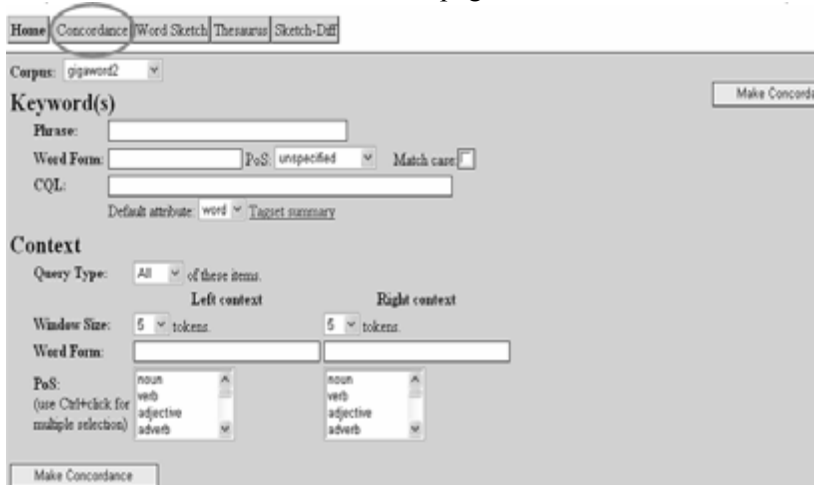 page
Home Concordance Word Sketch Thesaurus Sketch-Diff
Corpus: gigaword2
Make Concorda
Keyword(s)
Phrase:
Word Form: PoS: unspecified Match case:
CQL:
Default attribute: word Tagset summary
Context
Query Type: All of these items.
Left context Right context
Window Size: 5 tokens. 5 tokens.
Word Form:
PoS: noun noun
verb verb
(use Ctrl+click for adjective adjective
multiple selection) adverb adverb
Make Concordance